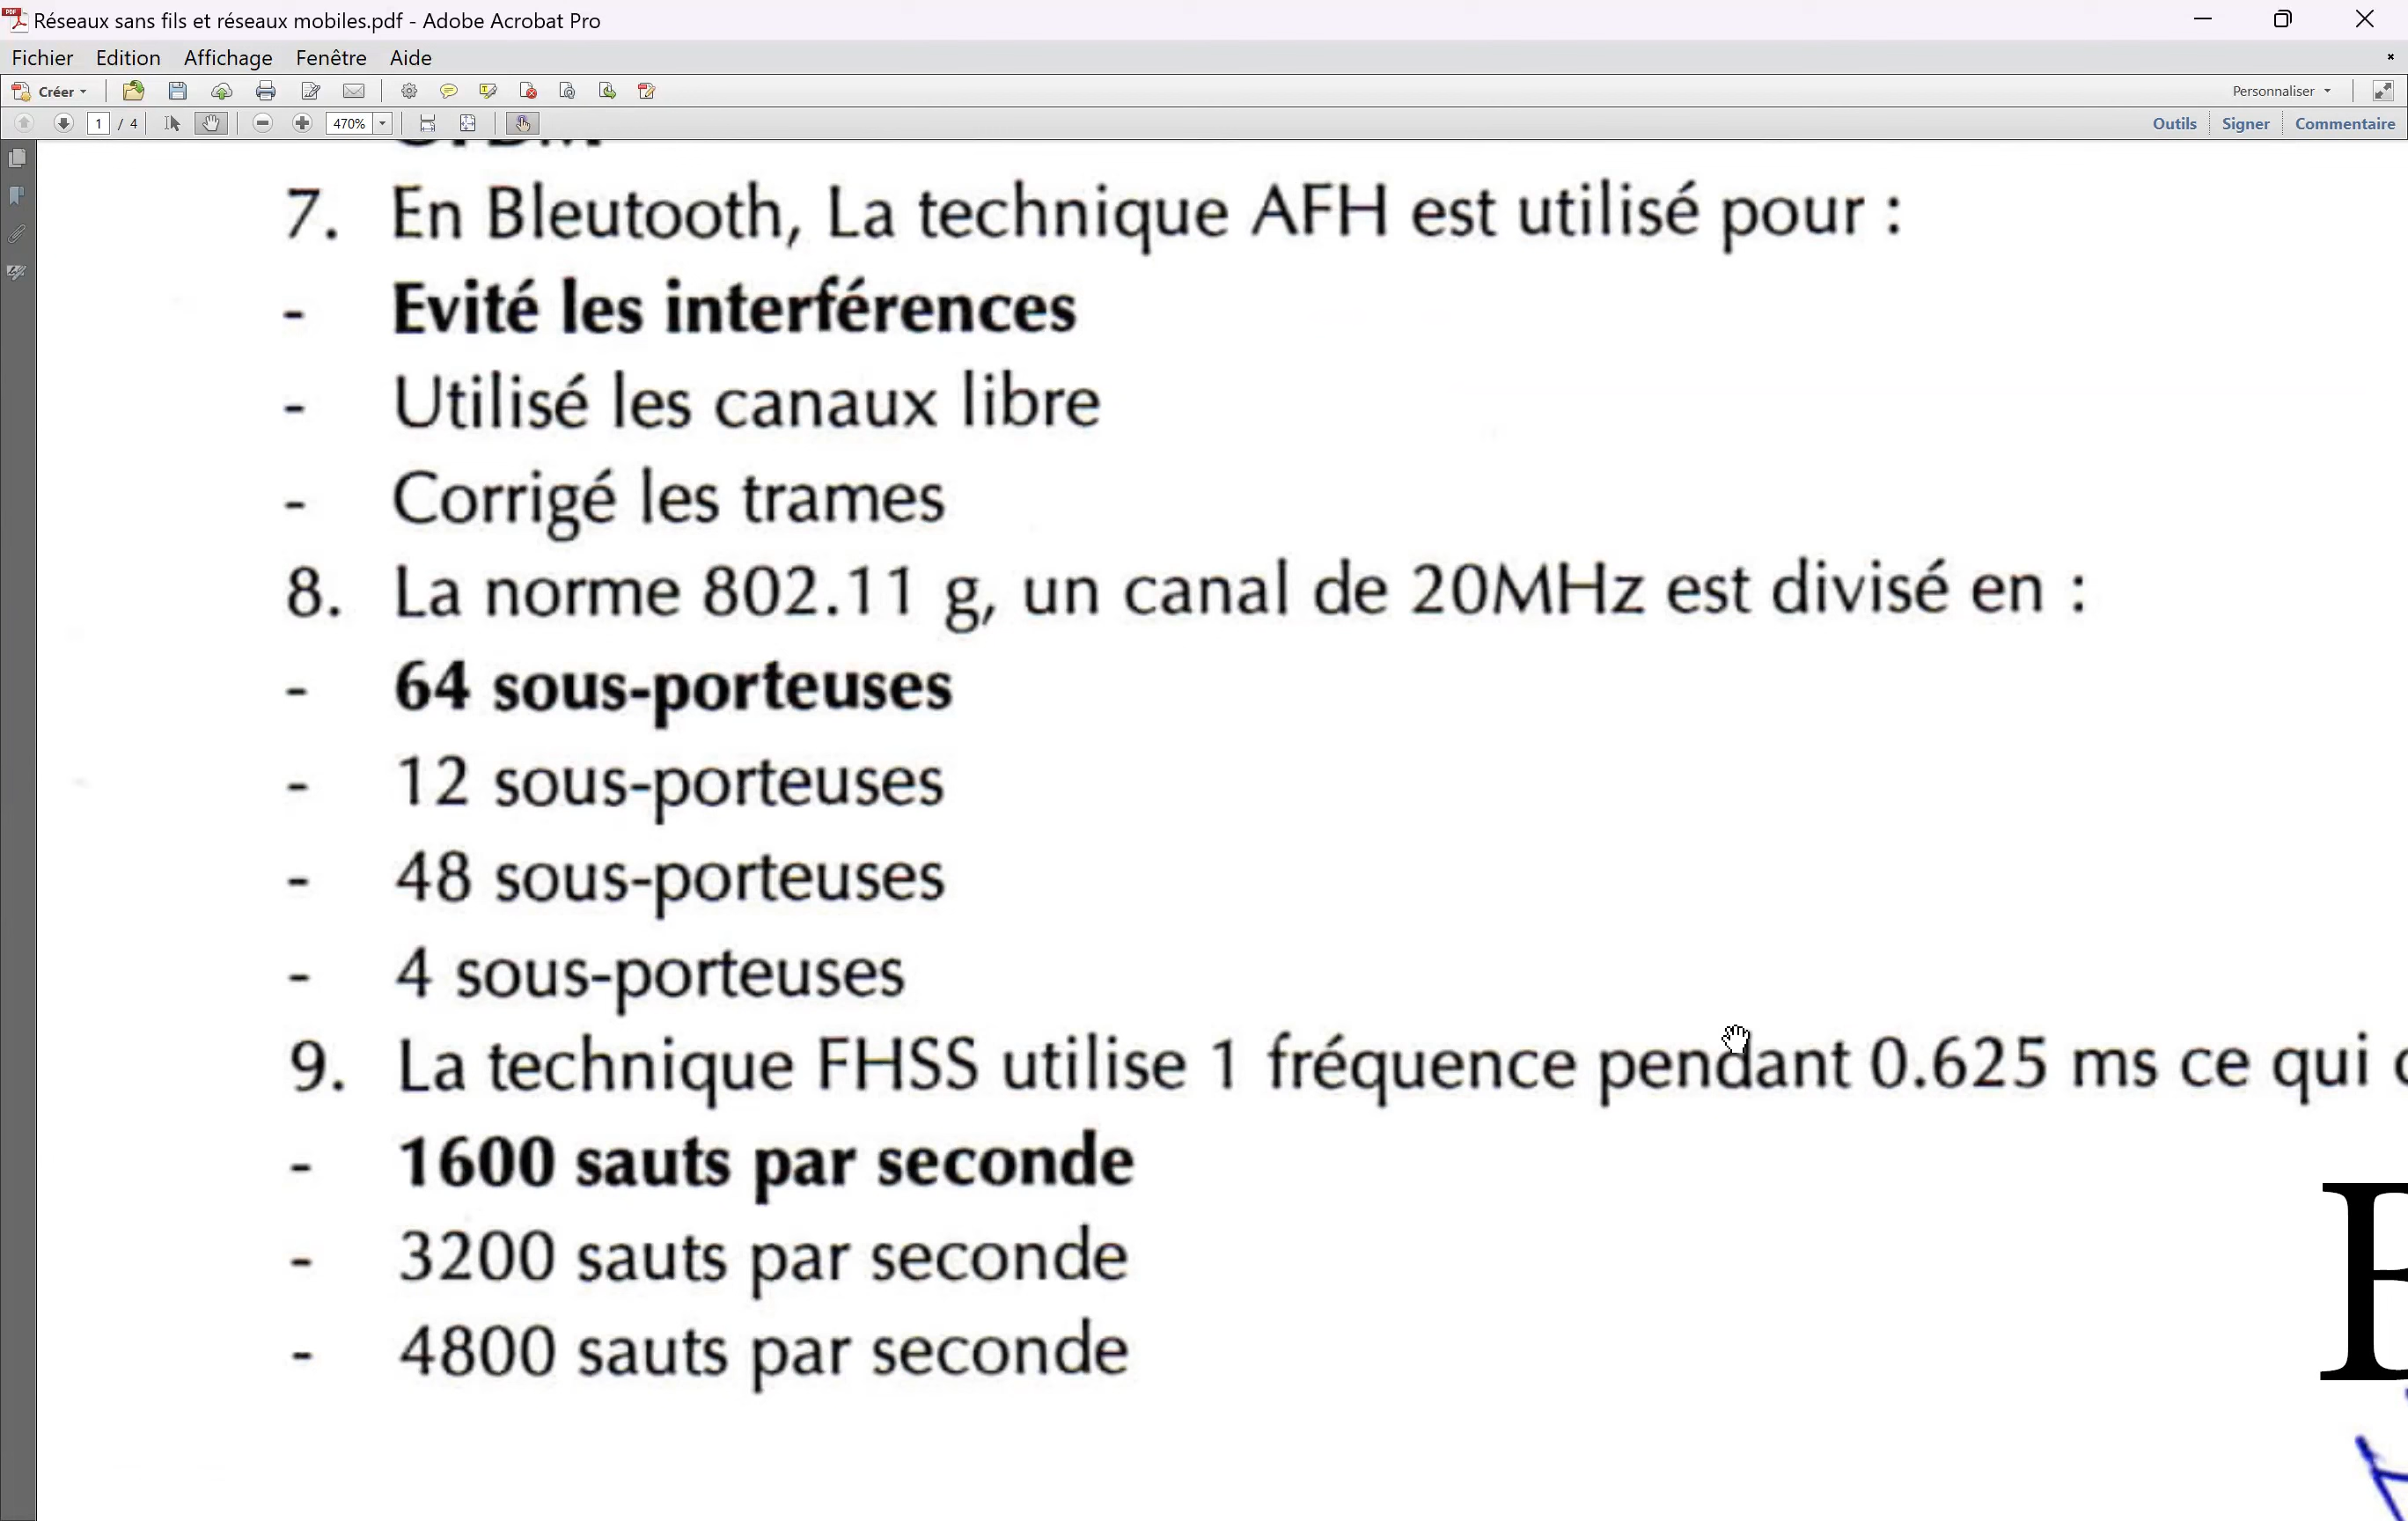 Réseaux sans fils et réseaux mobiles.pdf - Adobe Acrobat Pro
Fichier Edition Affichage Fenêtre Aide
Créer Personnaliser
1 / 4 470% Outils Signer Commentaire
7. En Bleutooth, La technique AFH est utilisé pour :
- Evité les interférences
- Utilisé les canaux libre
- Corrigé les trames
8. La norme 802.11 g, un canal de 20MHz est divisé en :
- 64 sous-porteuses
- 12 sous-porteuses
- 48 sous-porteuses
- 4 sous-porteuses
9. La technique FHSS utilise 1 fréquence pendant 0.625 ms ce qui
- 1600 sauts par seconde
- 3200 sauts par seconde
- 4800 sauts par seconde